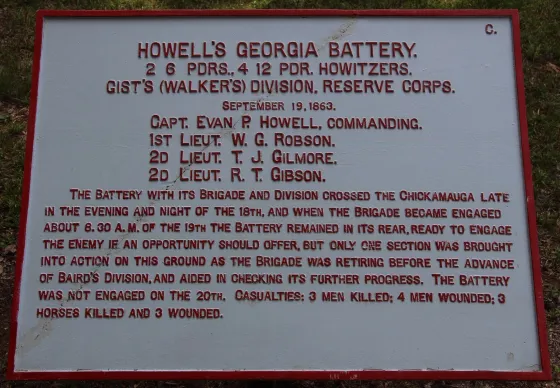 C.
HOWELL'S GEORGIA BATTERY.
2 6 PDRS., 4 12 PDR. HOWITZERS.
GIST'S (WALKER'S) DIVISION, RESERVE CORPS.
SEPTEMBER 19, 1863.
CAPT. EVAN P. HOWELL, COMMANDING.
1ST LIEUT. W. G. ROBSON.
2D LIEUT. T. J. GILMORE.
2D LIEUT. R. T. GIBSON.
THE BATTERY WITH ITS BRIGADE AND DIVISION CROSSED THE CHICKAMAUGA LATE
IN THE EVENING AND NIGHT OF THE 18TH, AND WHEN THE BRIGADE BECAME ENGAGED
ABOUT 8.30 A.M. OF THE 19TH THE BATTERY REMAINED IN ITS REAR, READY TO ENGAGE
THE ENEMY IF AN OPPORTUNITY SHOULD OFFER, BUT ONLY ONE SECTION WAS BROUGHT
INTO ACTION ON THIS GROUND AS THE BRIGADE WAS RETIRING BEFORE THE ADVANCE
OF BAIRD'S DIVISION, AND AIDED IN CHECKING ITS FURTHER PROGRESS. THE BATTERY
WAS NOT ENGAGED ON THE 20TH. CASUALTIES: 3 MEN KILLED; 4 MEN WOUNDED; 3
HORSES KILLED AND 3 WOUNDED.